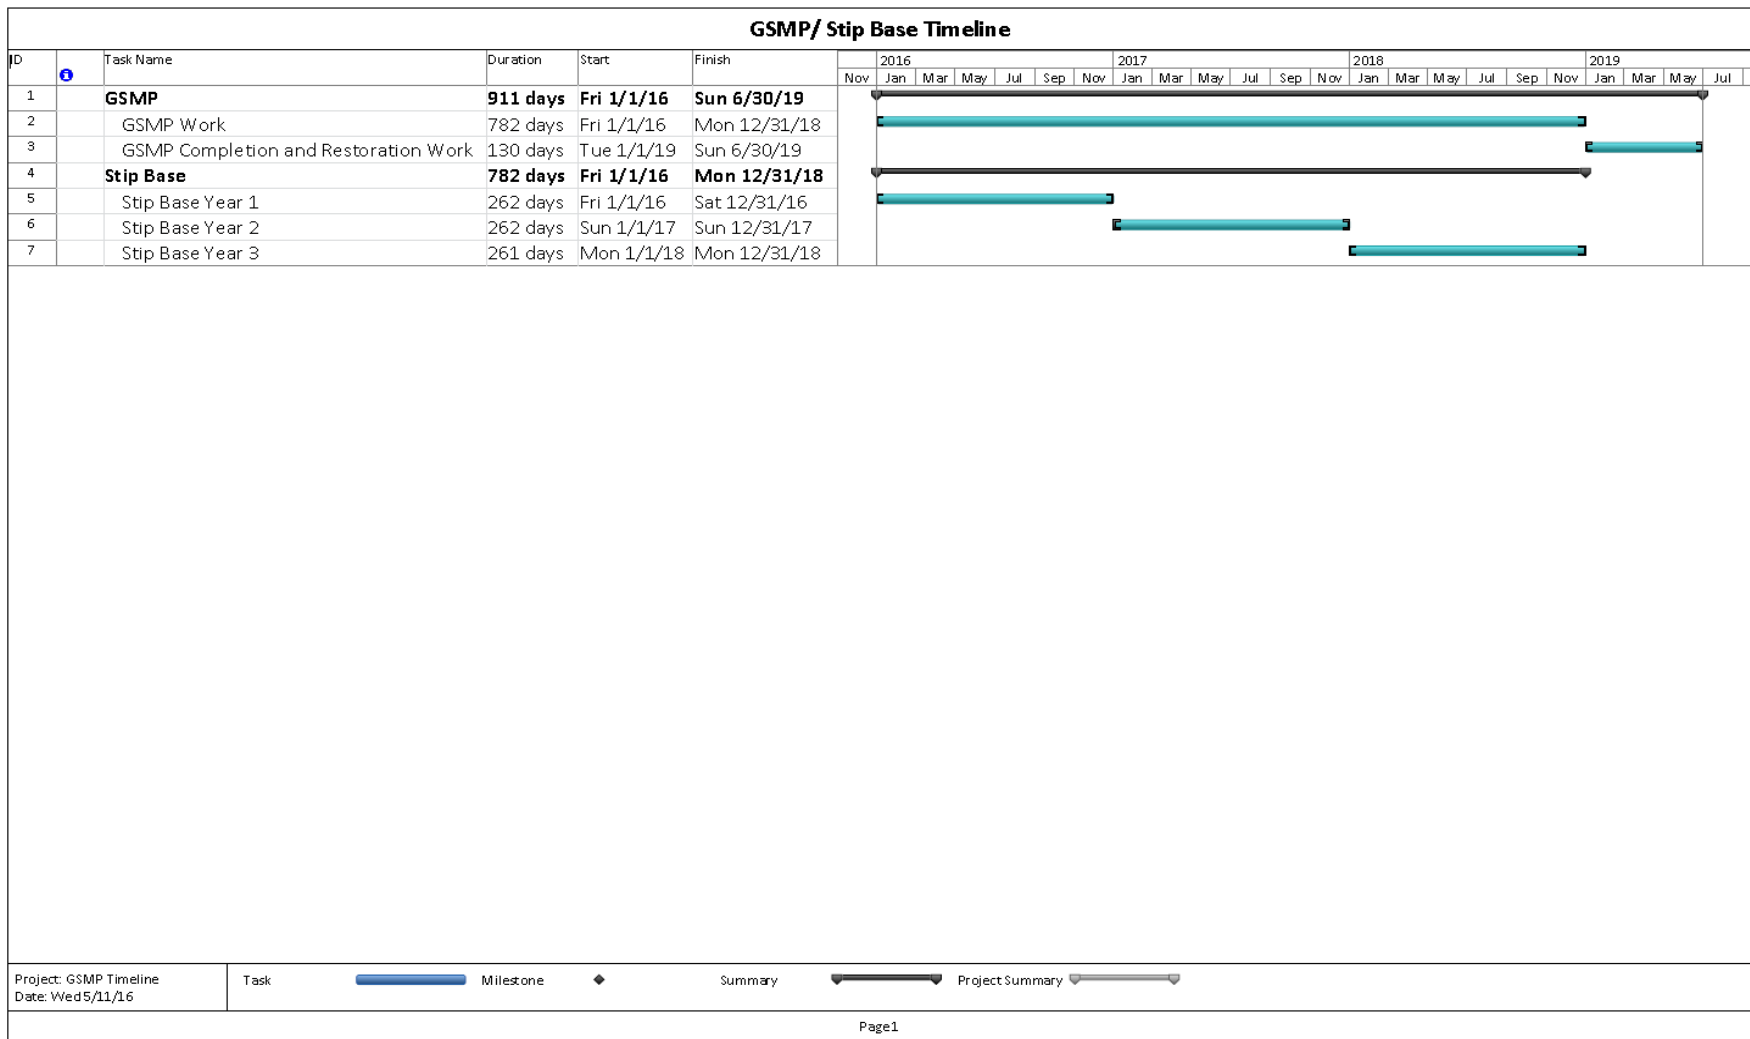 GSMP/ Stip Base Timeline
ID Task Name Duration Start Finish 2016 2017 2018 2019
Nov Jan Mar May Jul Sep Nov Jan Mar May Jul Sep Nov Jan Mar May Jul Sep Nov Jan Mar May Jul
1 GSMP 911 days Fri 1/1/16 Sun 6/30/19
2 GSMP Work 782 days Fri 1/1/16 Mon 12/31/18
3 GSMP Completion and Restoration Work 130 days Tue 1/1/19 Sun 6/30/19
4 Stip Base 782 days Fri 1/1/16 Mon 12/31/18
5 Stip Base Year 1 262 days Fri 1/1/16 Sat 12/31/16
6 Stip Base Year 2 262 days Sun 1/1/17 Sun 12/31/17
7 Stip Base Year 3 261 days Mon 1/1/18 Mon 12/31/18
Project: GSMP Timeline
Date: Wed 5/11/16
Task Milestone Summary Project Summary
Page1